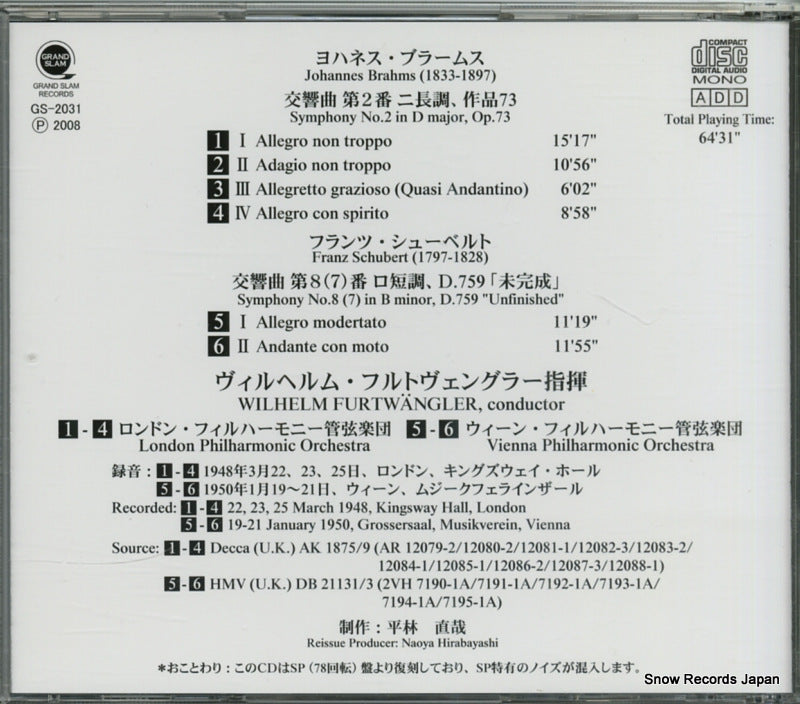 GRAND SLAM
GRAND SLAM RECORDS
GS-2031
Ⓟ 2008
ヨハネス・ブラームス
Johannes Brahms (1833-1897)
交響曲 第2番 ニ長調、作品73
Symphony No.2 in D major, Op.73
1 I Allegro non troppo 15'17"
2 II Adagio non troppo 10'56"
3 III Allegretto grazioso (Quasi Andantino) 6'02"
4 IV Allegro con spirito 8'58"
COMPACT disc DIGITAL AUDIO
MONO
ADD
Total Playing Time:
64'31"
フランツ・シューベルト
Franz Schubert (1797-1828)
交響曲 第8(7)番 ロ短調、D.759「未完成」
Symphony No.8 (7) in B minor, D.759 "Unfinished"
5 I Allegro modertato 11'19"
6 II Andante con moto 11'55"
ヴィルヘルム・フルトヴェングラー指揮
WILHELM FURTWÄNGLER, conductor
1 - 4 ロンドン・フィルハーモニー管弦楽団 5 - 6 ウィーン・フィルハーモニー管弦楽団
London Philharmonic Orchestra Vienna Philharmonic Orchestra
録音：1 - 4 1948年3月22、23、25日、ロンドン、キングズウェイ・ホール
5 - 6 1950年1月19～21日、ウィーン、ムジークフェラインザール
Recorded: 1 - 4 22, 23, 25 March 1948, Kingsway Hall, London
5 - 6 19-21 January 1950, Grossersaal, Musikverein, Vienna
Source: 1 - 4 Decca (U.K.) AK 1875/9 (AR 12079-2/12080-2/12081-1/12082-3/12083-2/
12084-1/12085-1/12086-2/12087-3/12088-1)
5 - 6 HMV (U.K.) DB 21131/3 (2VH 7190-1A/7191-1A/7192-1A/7193-1A/
7194-1A/7195-1A)
制作：平林 直哉
Reissue Producer: Naoya Hirabayashi
*おことわり：このCDはSP（78回転）盤より復刻しており、SP特有のノイズが混入します。
Snow Records Japan